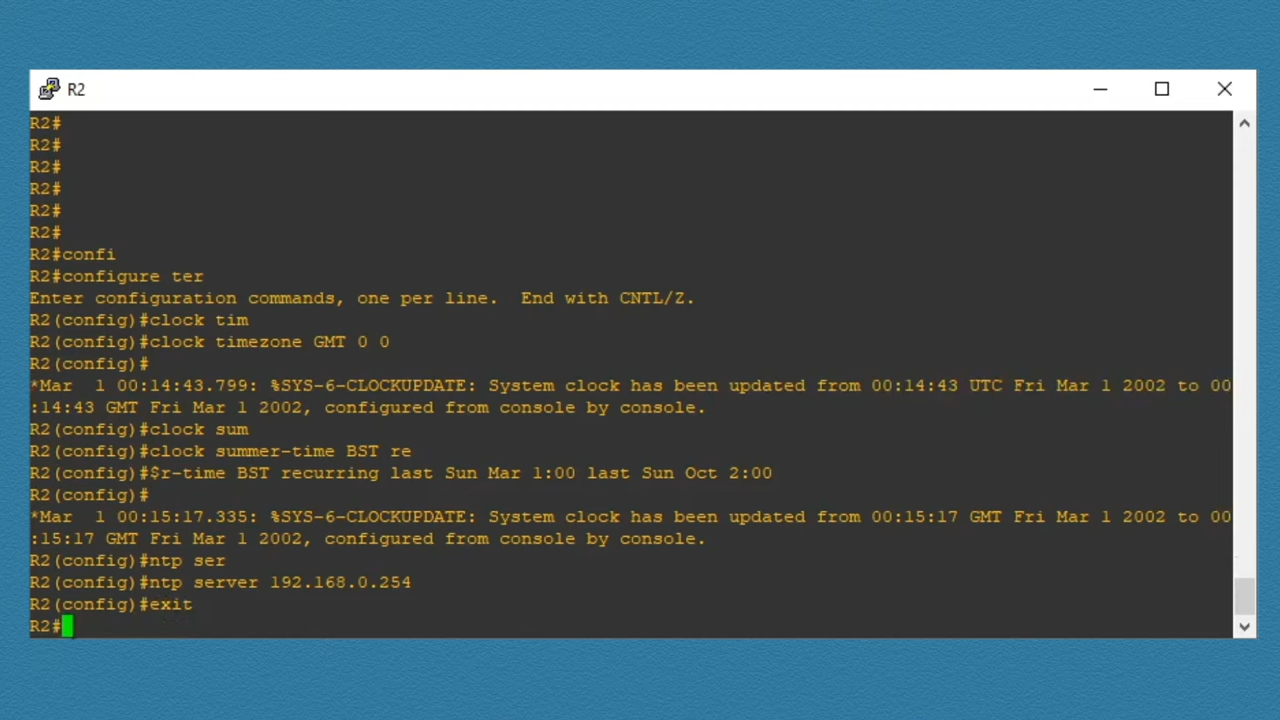 R2
R2#
R2#
R2#
R2#
R2#
R2#
R2#confi
R2#configure ter
Enter configuration commands, one per line.  End with CNTL/Z.
R2(config)#clock tim
R2(config)#clock timezone GMT 0 0
R2(config)#
*Mar  1 00:14:43.799: %SYS-6-CLOCKUPDATE: System clock has been updated from 00:14:43 UTC Fri Mar 1 2002 to 00
:14:43 GMT Fri Mar 1 2002, configured from console by console.
R2(config)#clock sum
R2(config)#clock summer-time BST re
R2(config)#$r-time BST recurring last Sun Mar 1:00 last Sun Oct 2:00
R2(config)#
*Mar  1 00:15:17.335: %SYS-6-CLOCKUPDATE: System clock has been updated from 00:15:17 GMT Fri Mar 1 2002 to 00
:15:17 GMT Fri Mar 1 2002, configured from console by console.
R2(config)#ntp ser
R2(config)#ntp server 192.168.0.254
R2(config)#exit
R2#